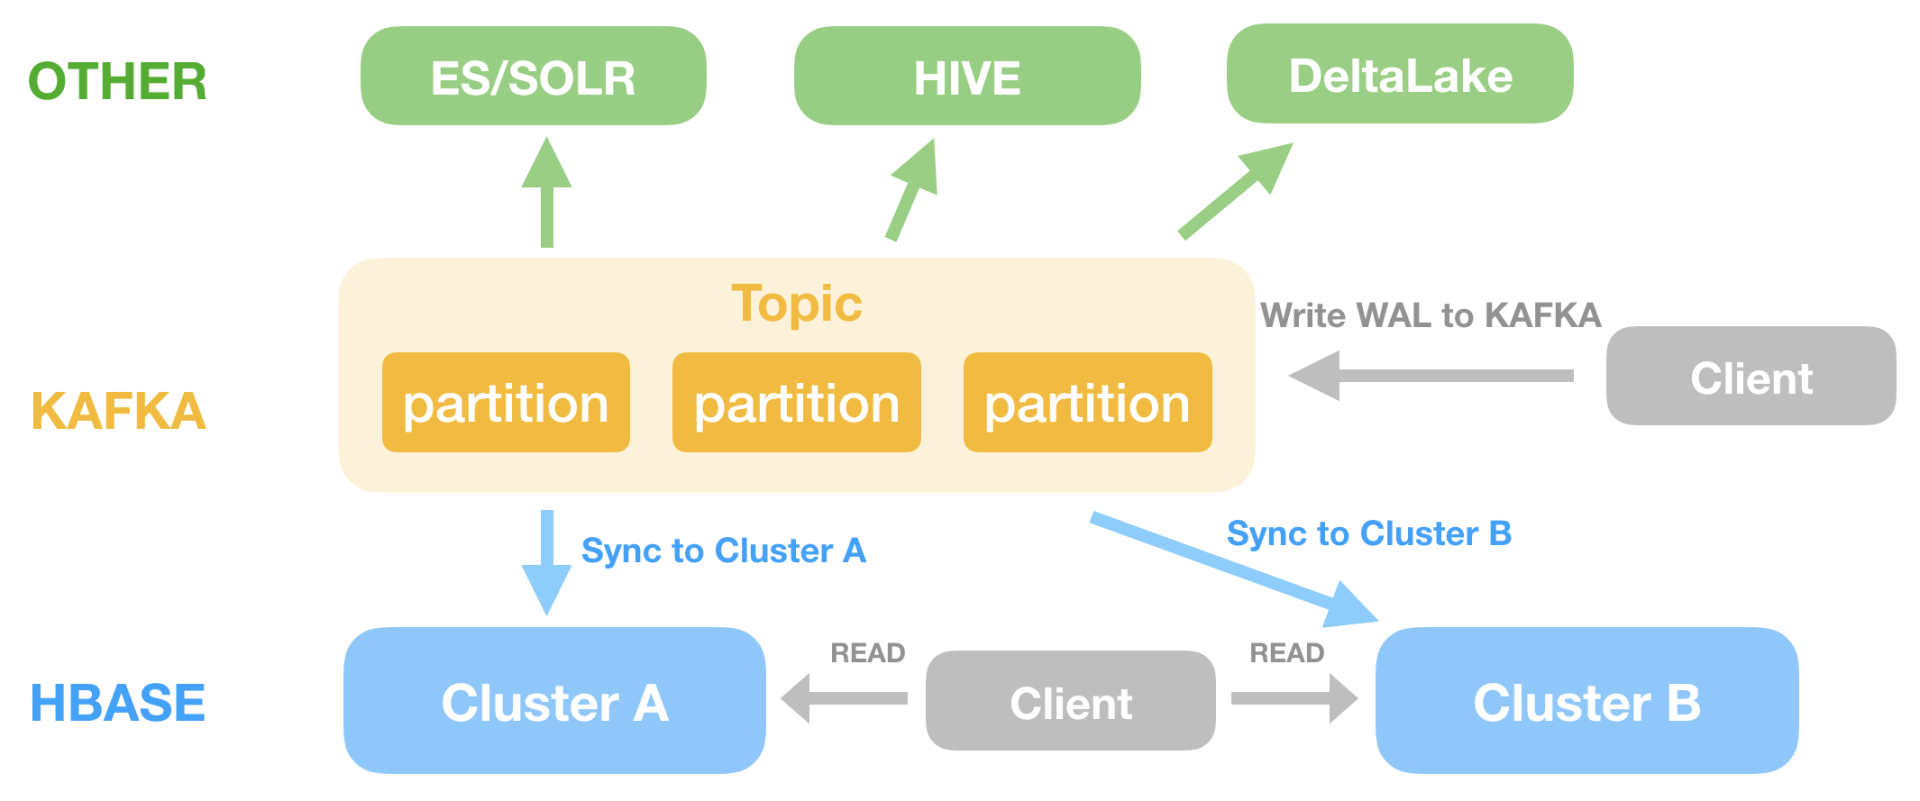 OTHER
ES/SOLR
HIVE
DeltaLake
Topic
Write WAL to KAFKA
KAFKA
partition
partition
partition
Client
Sync to Cluster A
Sync to Cluster B
HBASE
Cluster A
READ
Client
READ
Cluster B